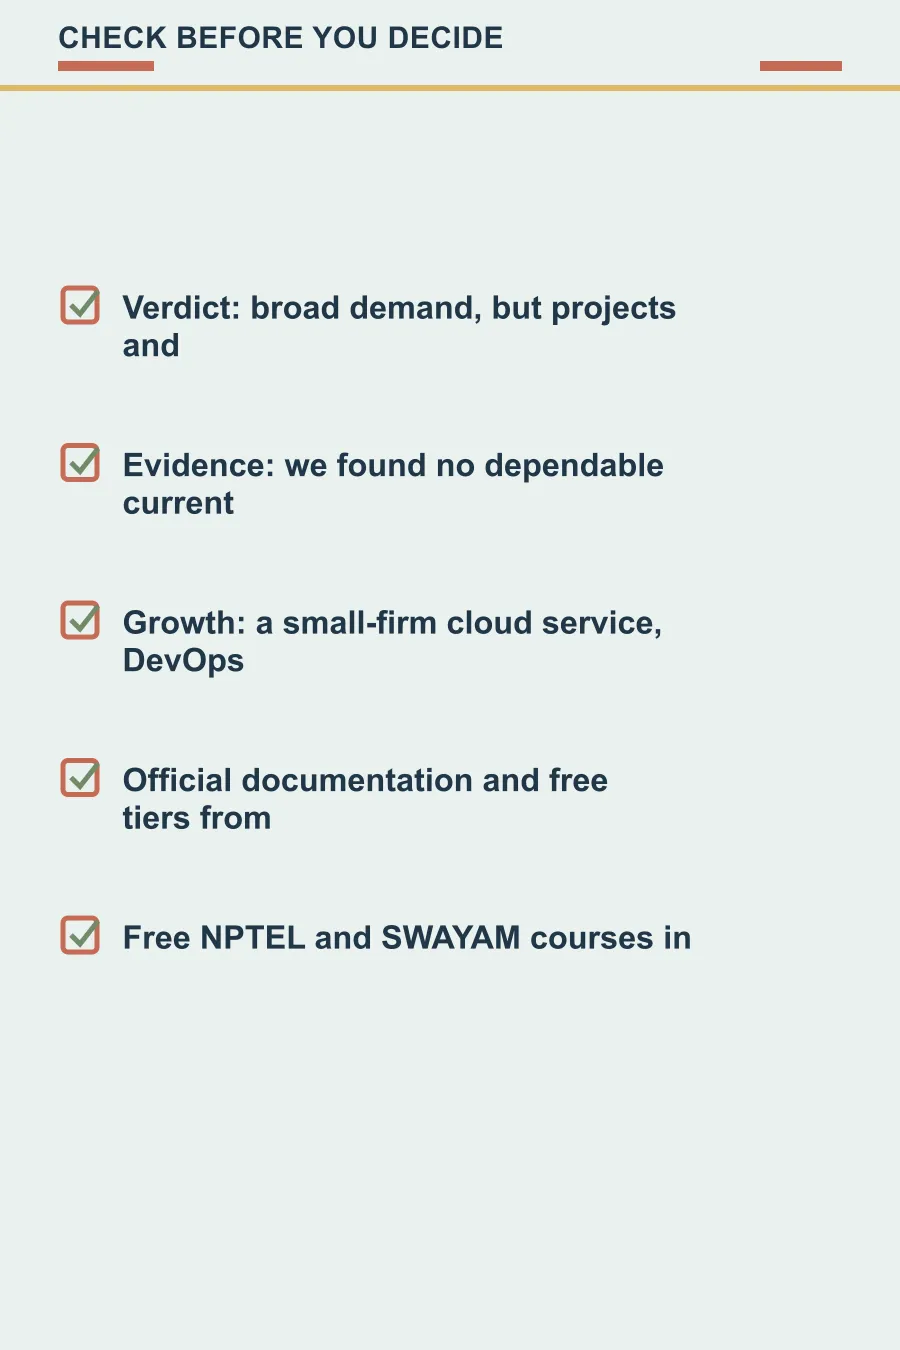 CHECK BEFORE YOU DECIDE
Verdict: broad demand, but projects
and
Evidence: we found no dependable
current
Growth: a small-firm cloud service,
DevOps
Official documentation and free
tiers from
Free NPTEL and SWAYAM courses in